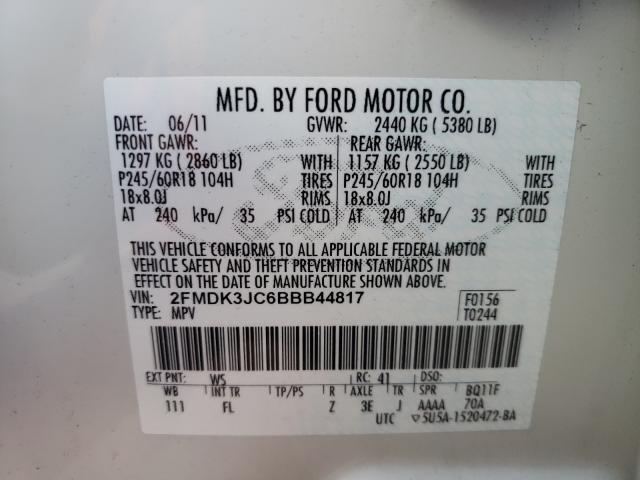 MFD. BY FORD MOTOR CO.
DATE: 06/11 GVWR: 2440 KG ( 5380 LB)
FRONT GAWR: REAR GAWR:
1297 KG ( 2860 LB) WITH 1157 KG ( 2550 LB) WITH
P245/60R18 104H TIRES P245/60R18 104H TIRES
18x8.0J RIMS 18x8.0J RIMS
AT 240 kPa/ 35 PSI COLD AT 240 kPa/ 35 PSI COLD
THIS VEHICLE CONFORMS TO ALL APPLICABLE FEDERAL MOTOR
VEHICLE SAFETY AND THEFT PREVENTION STANDARDS IN
EFFECT ON THE DATE OF MANUFACTURE SHOWN ABOVE.
VIN: 2FMDK3JC6BBB44817 F0156
TYPE: MPV T0244
EXT PNT: WS RC: 41 DSO:
WB INT TR TP/PS R AXLE TR SPR BQ11F
111 FL Z 3E J AAAA 70A
UTC ▽5U5A-1520472-BA